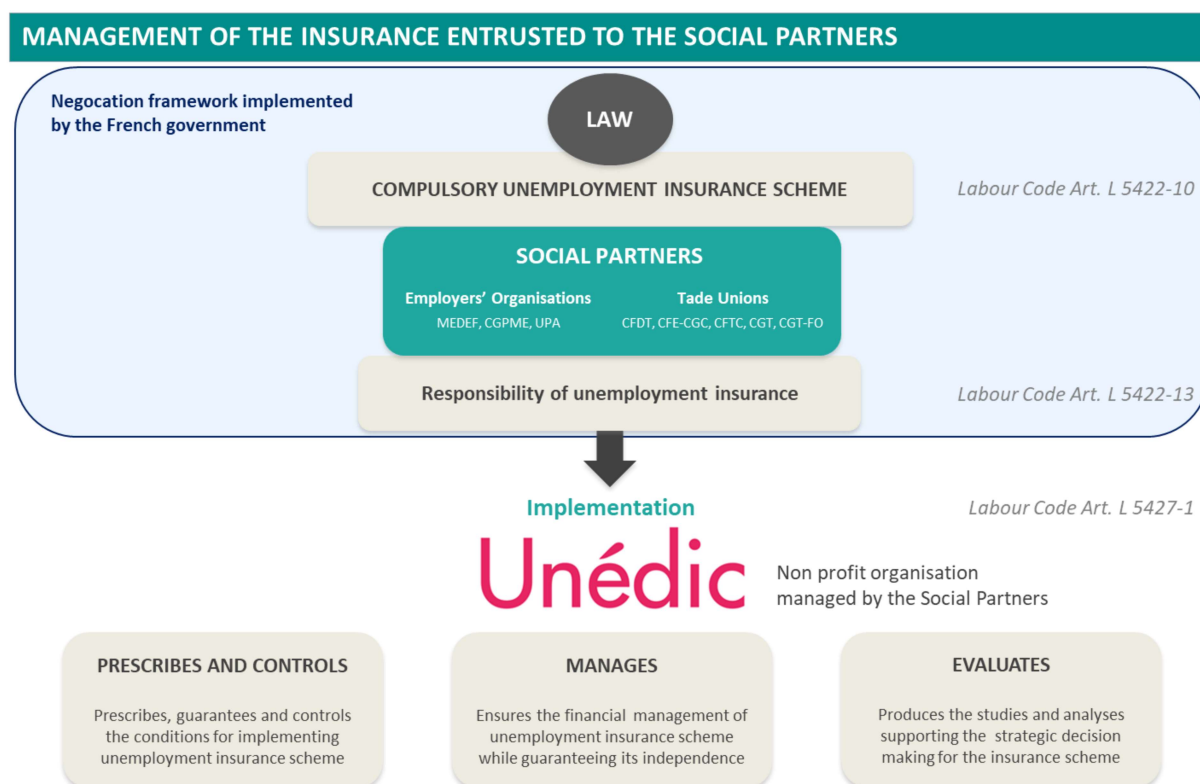 MANAGEMENT OF THE INSURANCE ENTRUSTED TO THE SOCIAL PARTNERS
Negocation framework implemented
by the French government
LAW
COMPULSORY UNEMPLOYMENT INSURANCE SCHEME
Labour Code Art. L 5422-10
SOCIAL PARTNERS
Employers’ Organisations
MEDEF, CGPME, UPA
Tade Unions
CFDT, CFE-CGC, CFTC, CGT, CGT-FO
Responsibility of unemployment insurance
Labour Code Art. L 5422-13
Implementation
Labour Code Art. L 5427-1
Unédic
Non profit organisation
managed by the Social Partners
PRESCRIBES AND CONTROLS
Prescribes, guarantees and controls
the conditions for implementing
unemployment insurance scheme
MANAGES
Ensures the financial management of
unemployment insurance scheme
while guaranteeing its independence
EVALUATES
Produces the studies and analyses
supporting the strategic decision
making for the insurance scheme